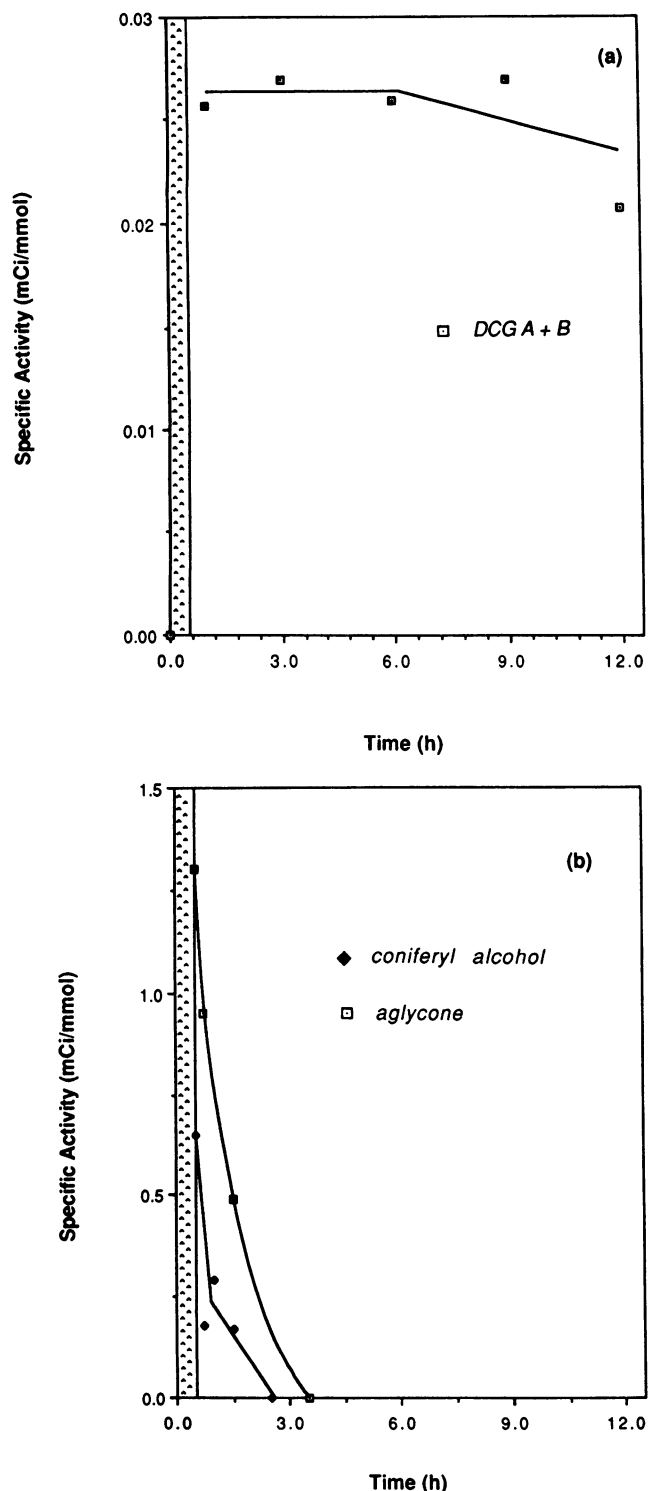 0.03
(a)
0.02
Specific Activity (mCi/mmol)
DCG A + B
0.01
0.00
0.0 3.0 6.0 9.0 12.0
Time (h)
1.5
(b)
coniferyl alcohol
1.0
aglycone
Specific Activity (mCi/mmol)
0.5
0.0
0.0 3.0 6.0 9.0 12.0
Time (h)